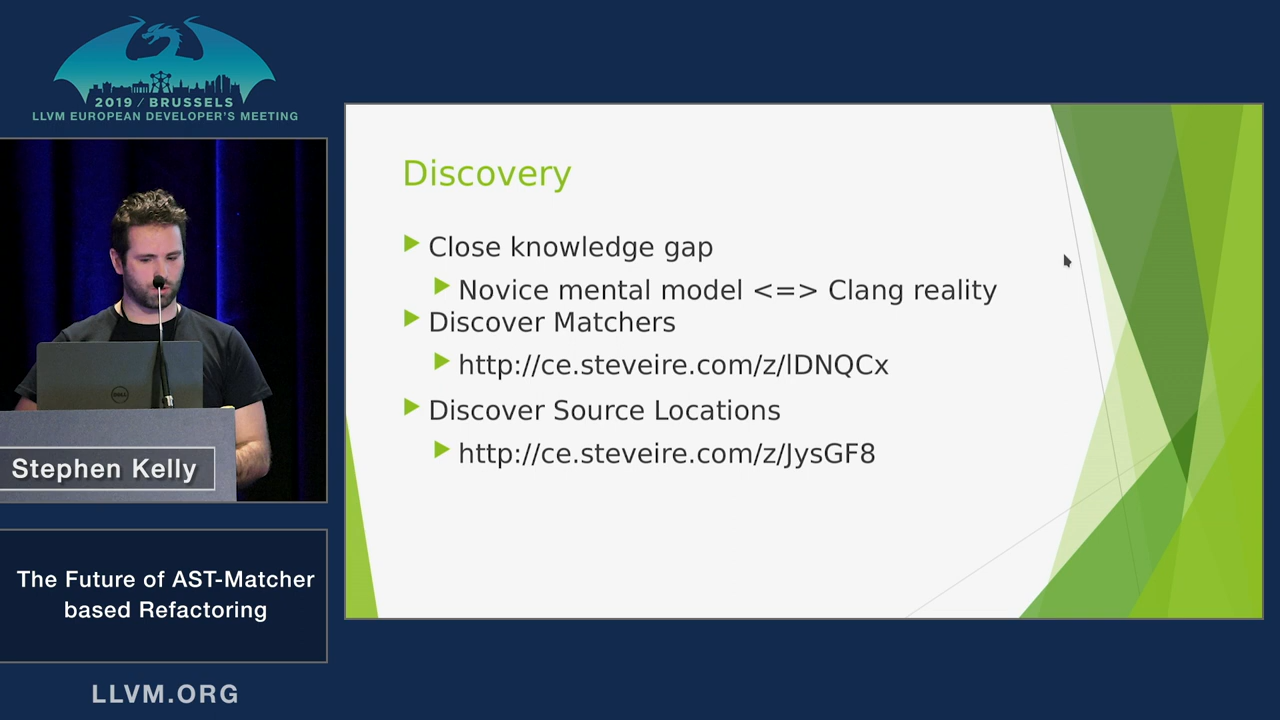 2019 / BRUSSELS
LLVM EUROPEAN DEVELOPER'S MEETING
Discovery
Close knowledge gap
Novice mental model <=> Clang reality
Discover Matchers
http://ce.steveire.com/z/lDNQCx
Discover Source Locations
http://ce.steveire.com/z/JysGF8
DELL
Stephen Kelly
The Future of AST-Matcher
based Refactoring
LLVM.ORG